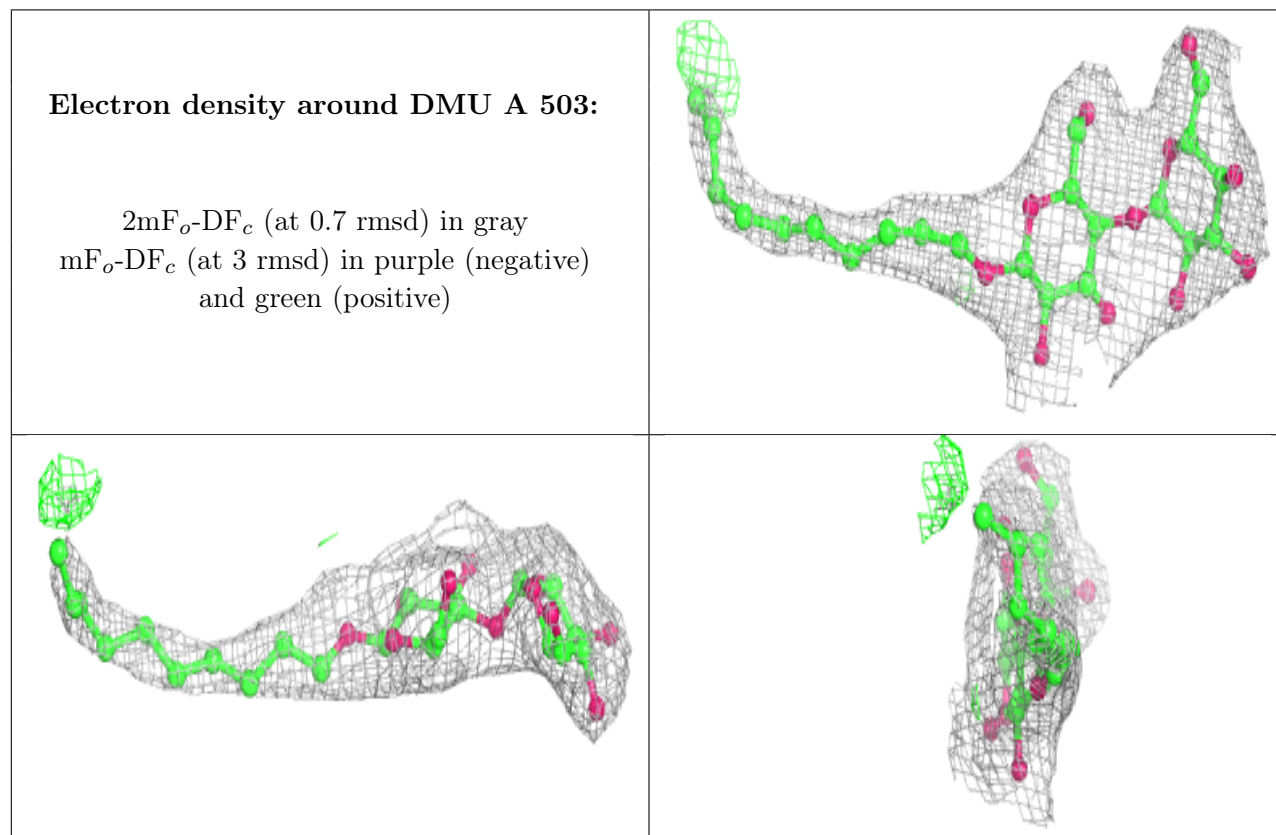 Electron density around DMU A 503:
2mFo-DFc (at 0.7 rmsd) in gray
mFo-DFc (at 3 rmsd) in purple (negative)
and green (positive)